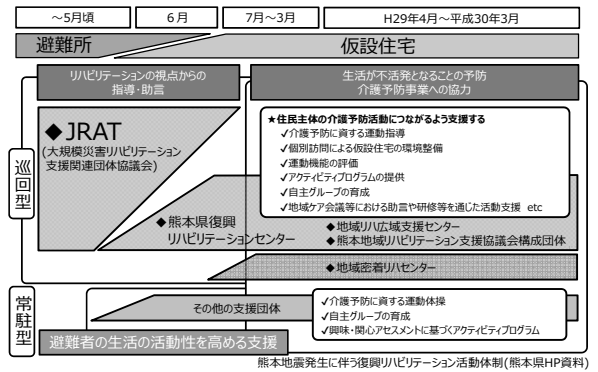 ～5月頃
6月
7月～3月
H29年4月～平成30年3月
避難所
仮設住宅
リハビリテーションの視点からの
指導・助言
生活が不活発となることの予防
介護予防事業への協力
巡回型
◆JRAT
(大規模災害リハビリテーション
支援関連団体協議会)
★住民主体の介護予防活動につながるよう支援する
✓介護予防に資する運動指導
✓個別訪問による仮設住宅の環境整備
✓運動機能の評価
✓アクティビティプログラムの提供
✓自主グループの育成
✓地域ケア会議等における助言や研修等を通じた活動支援 etc
◆熊本県復興
リハビリテーションセンター
◆地域リハ広域支援センター
◆熊本地域リハビリテーション支援協議会構成団体
◆地域密着リハセンター
常駐型
その他の支援団体
✓介護予防に資する運動体操
✓自主グループの育成
✓興味・関心アセスメントに基づくアクティビティプログラム
避難者の生活の活動性を高める支援
熊本地震発生に伴う復興リハビリテーション活動体制(熊本県HP資料)